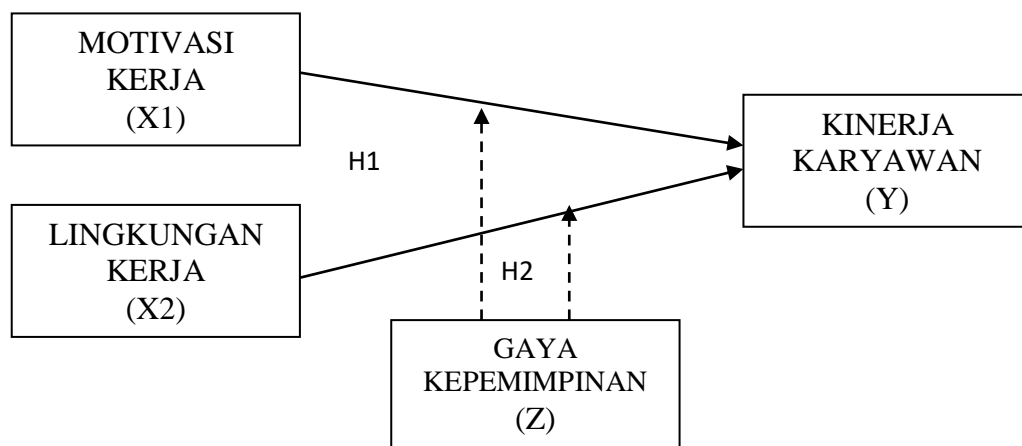 MOTIVASI
KERJA
(X1)
KINERJA
KARYAWAN
(Y)
H1
LINGKUNGAN
KERJA
(X2)
H2
GAYA
KEPEMIMPINAN
(Z)